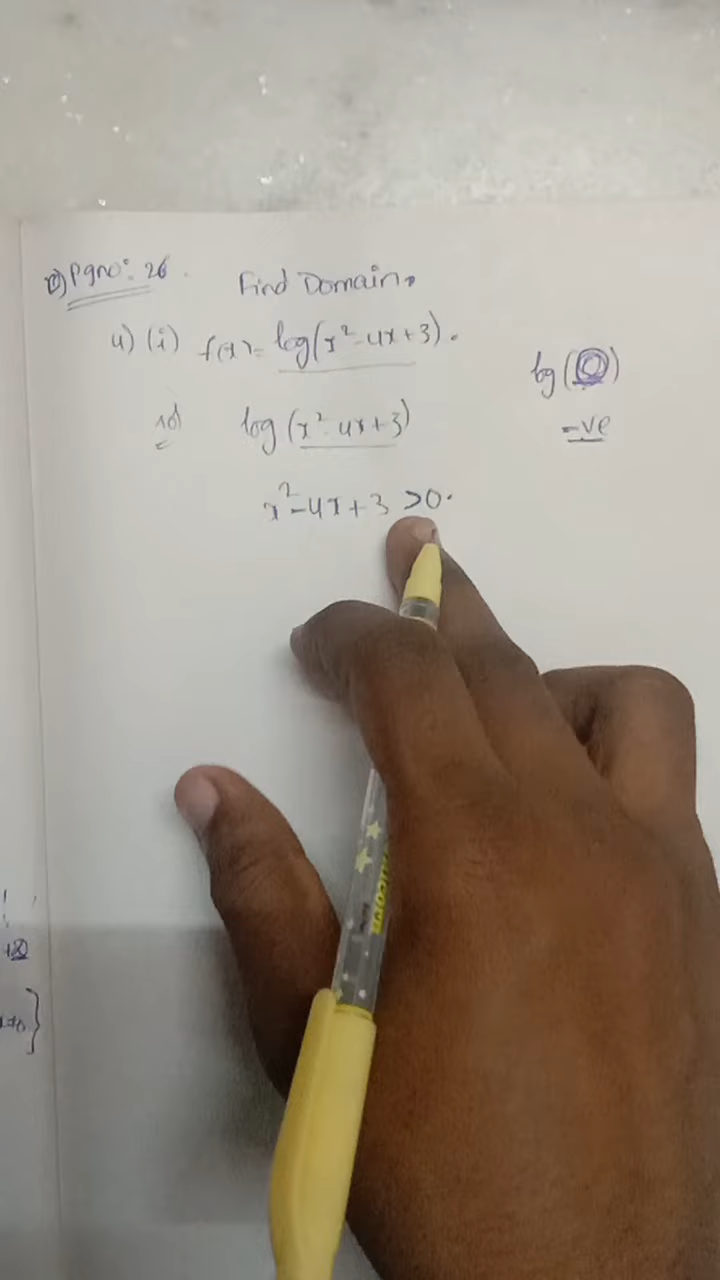 Pgno: 26.
Find Domain.
4) (i) f(x) = log(x² - 4x + 3).
log (0)
-ve
sol
log (x² - 4x + 3)
x² - 4x + 3 > 0.